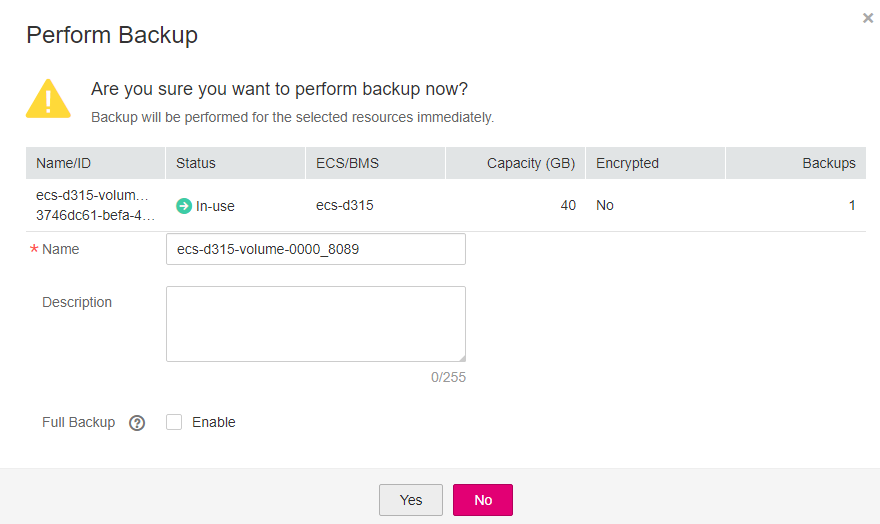 Perform Backup
×
Are you sure you want to perform backup now?
Backup will be performed for the selected resources immediately.
Name/ID Status ECS/BMS Capacity (GB) Encrypted Backups
ecs-d315-volum...
3746dc61-befa-4...
In-use ecs-d315 40 No 1
* Name ecs-d315-volume-0000_8089
Description
0/255
Full Backup ? Enable
Yes No